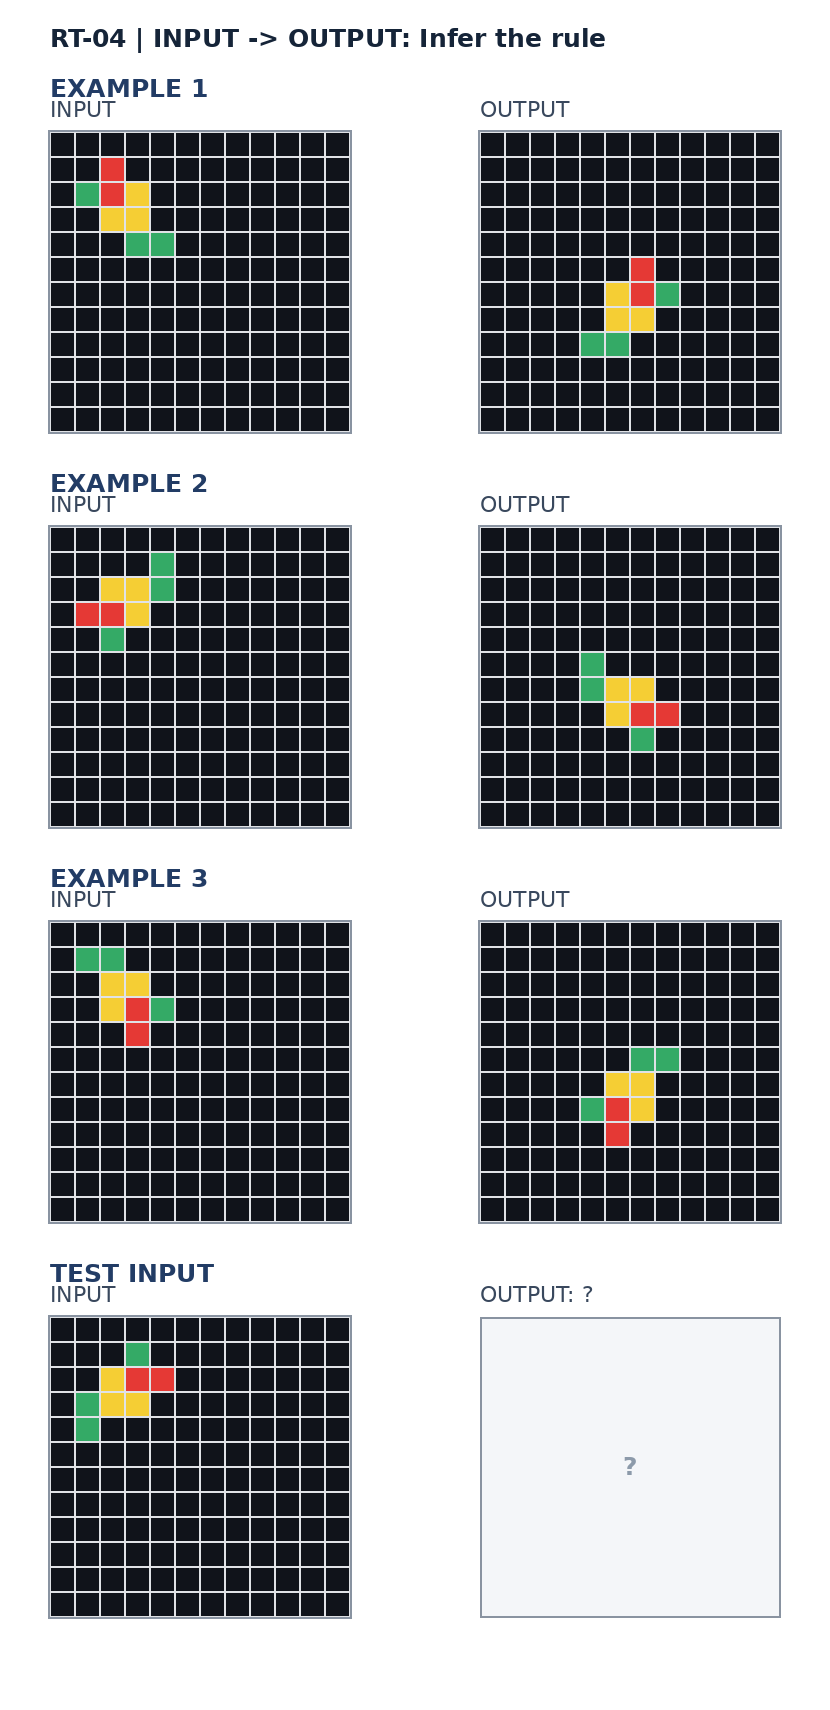 RT-04 | INPUT -> OUTPUT: Infer the rule
EXAMPLE 1
INPUT
OUTPUT
EXAMPLE 2
INPUT
OUTPUT
EXAMPLE 3
INPUT
OUTPUT
TEST INPUT
INPUT
OUTPUT: ?
?